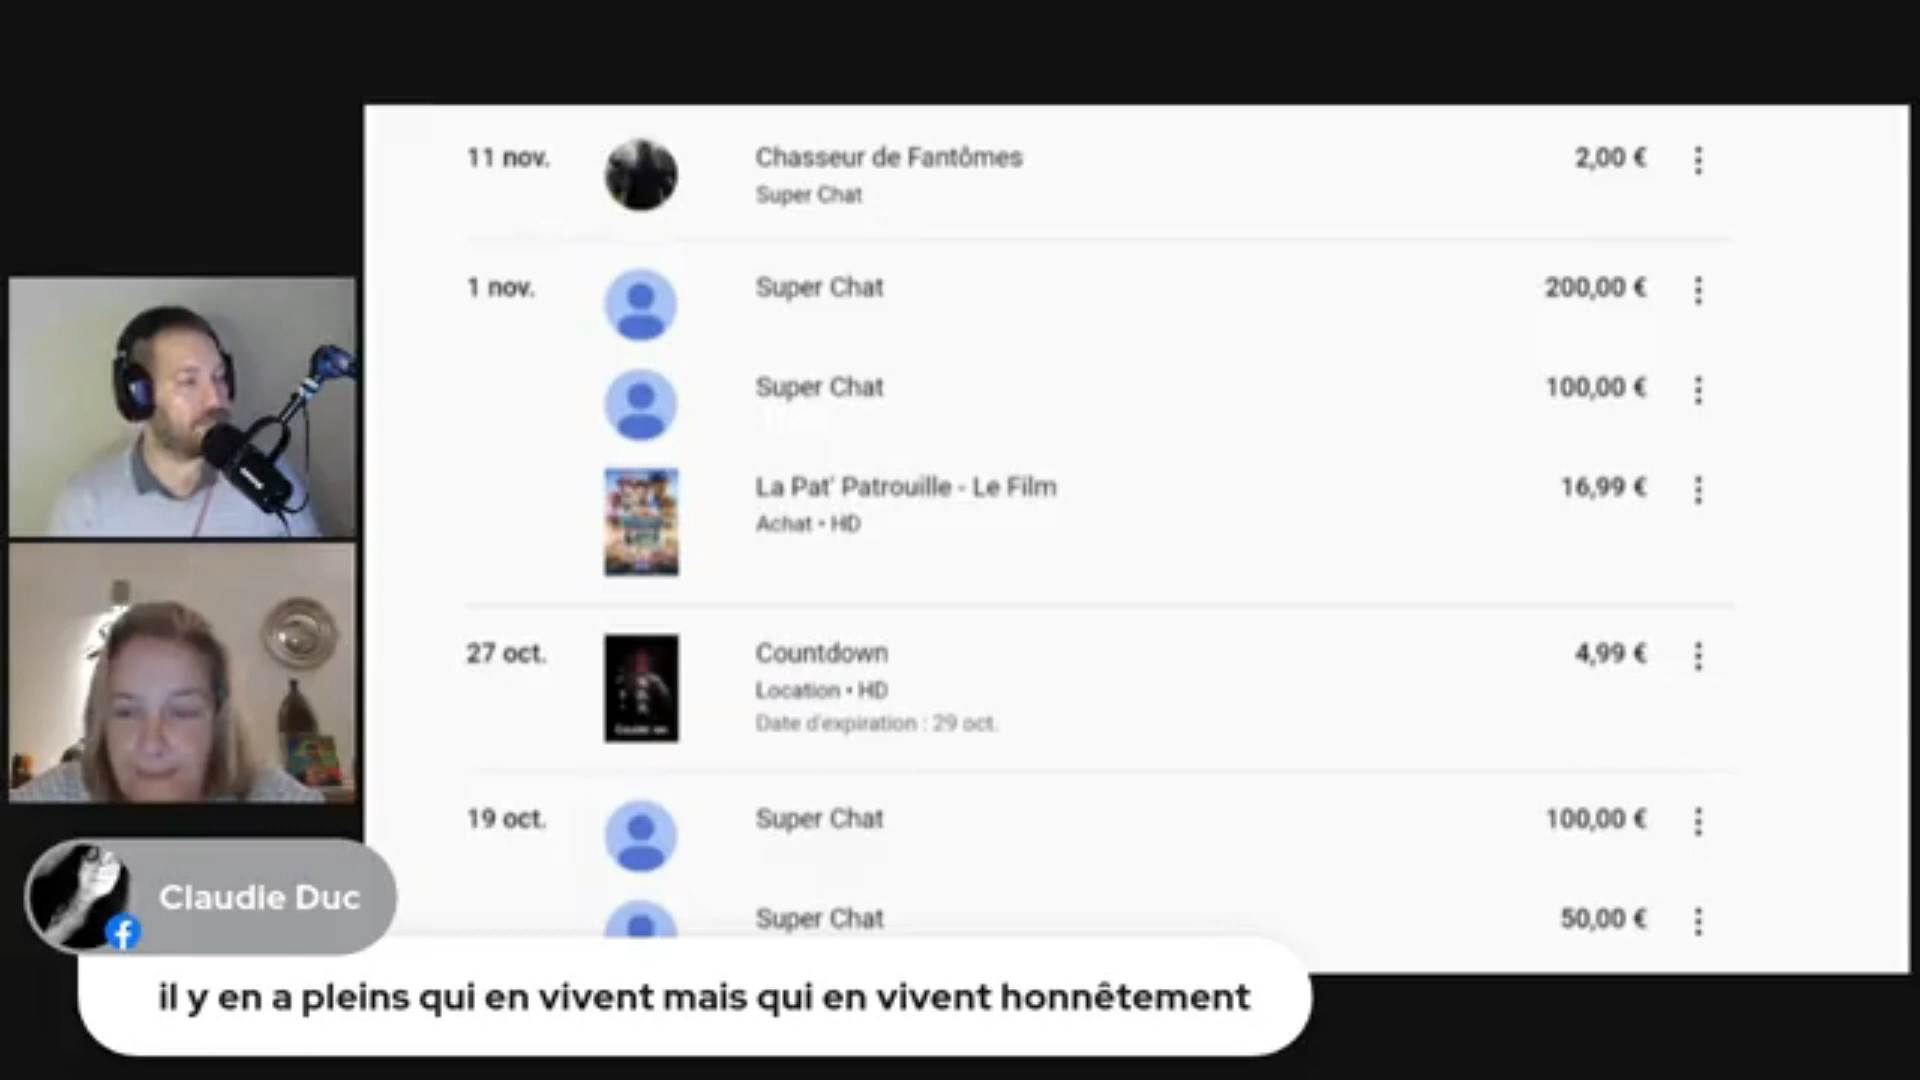 11 nov.
Chasseur de Fantômes
2,00 €
Super Chat
1 nov.
Super Chat
200,00 €
Super Chat
100,00 €
La Pat' Patrouille - Le Film
16,99 €
Achat • HD
27 oct.
Countdown
4,99 €
Location • HD
Date d'expiration : 29 oct.
19 oct.
Super Chat
100,00 €
Super Chat
50,00 €
Claudie Duc
il y en a pleins qui en vivent mais qui en vivent honnêtement